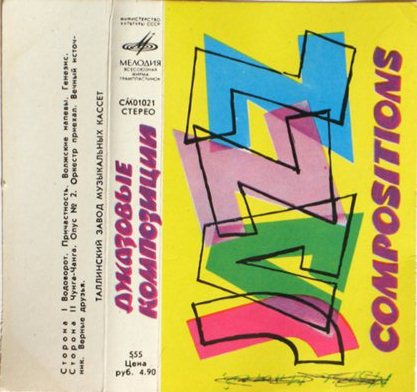 Сторона I Водоворот. Причастность. Волжские напевы. Генезис.
Сторона II Чунга-Чанга. Опус № 2. Оркестр приехал. Вечный источ-
ник. Верные друзья.
ТАЛЛИНСКИЙ ЗАВОД МУЗЫКАЛЬНЫХ КАССЕТ
МИНИСТЕРСТВО
КУЛЬТУРЫ СССР
МЕЛОДИЯ
ВСЕСОЮЗНАЯ
ФИРМА
ГРАМПЛАСТИНОК
СМ01021
СТЕРЕО
ДЖАЗОВЫЕ
КОМПОЗИЦИИ
555
Цена
руб. 4.90
JAZZ
COMPOSITIONS